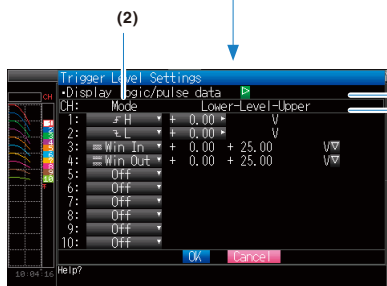 (2)
Trigger Level Settings
•Display logic/pulse data
CH
CH: Mode Lower-Level-Upper
1: H + 0.00 V
2: L + 0.00 V
3: Win In + 0.00 + 25.00 V
4: Win Out + 0.00 + 25.00 V
5: Off
6: Off
7: Off
8: Off
9: Off
10: Off
OK Cancel
10:04:16 Help?